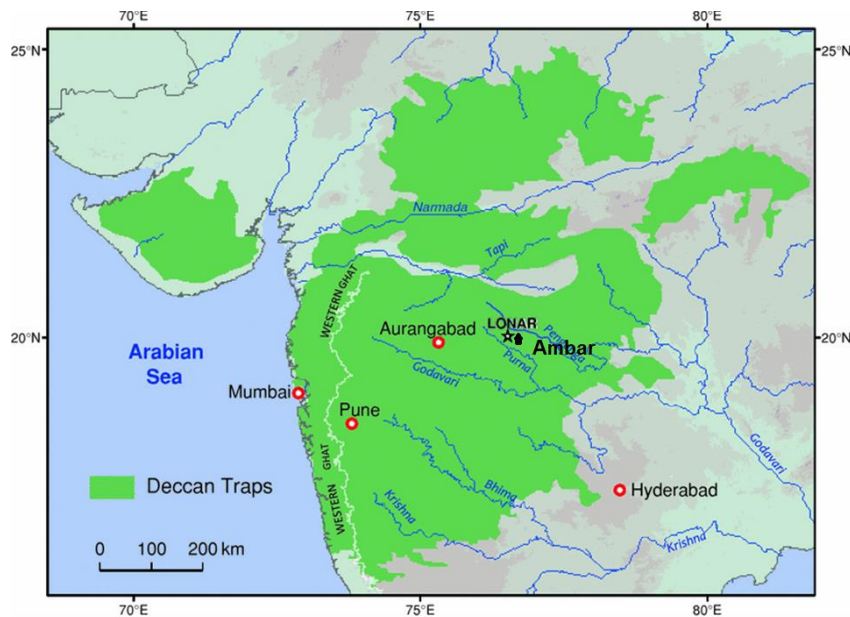 70°E 75°E 80°E
25°N 25°N
Narmada
Tapi
WESTERN GHAT
LONAR
Aurangabad
Penganga
20°N 20°N
Ambar
Purna
Arabian
Sea
Godavari
Mumbai
Pune
Godavari
WESTERN GHAT
Deccan Traps
Bhima
Hyderabad
Krishna
Krishna
0 100 200 km
70°E 75°E 80°E